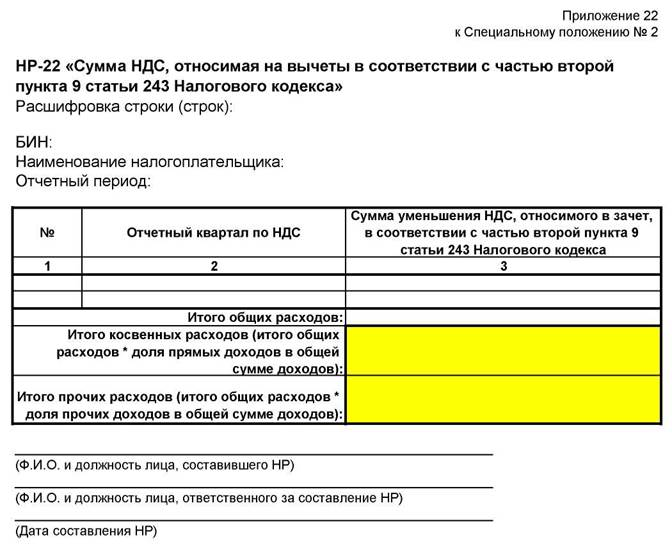 Приложение 22
к Специальному положению № 2
НР-22 «Сумма НДС, относимая на вычеты в соответствии с частью второй
пункта 9 статьи 243 Налогового кодекса»
Расшифровка строки (строк):
БИН:
Наименование налогоплательщика:
Отчетный период:
№
Отчетный квартал по НДС
Сумма уменьшения НДС, относимого в зачет,
в соответствии с частью второй пункта 9
статьи 243 Налогового кодекса
1
2
3
Итого общих расходов:
Итого косвенных расходов (итого общих
расходов * доля прямых доходов в общей
сумме доходов):
Итого прочих расходов (итого общих расходов *
доля прочих доходов в общей сумме доходов):
(Ф.И.О. и должность лица, составившего НР)
(Ф.И.О. и должность лица, ответственного за составление НР)
(Дата составления НР)